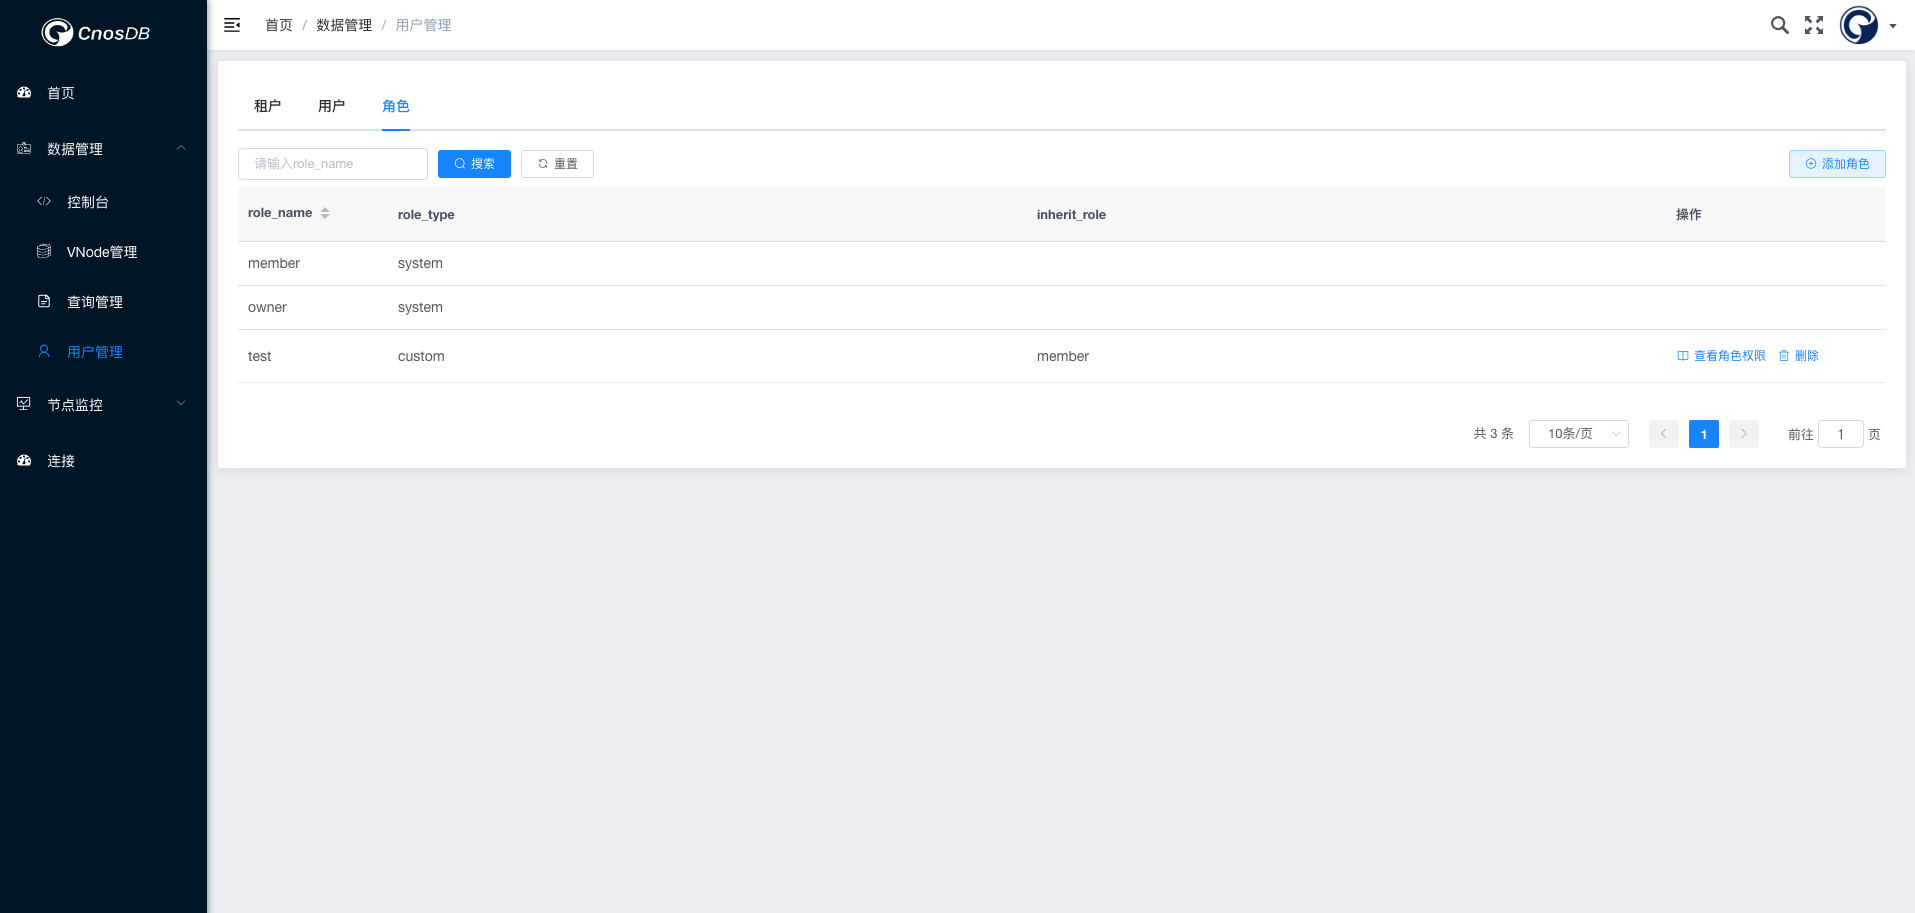 CnosDB
首页
数据管理
控制台
VNode管理
查询管理
用户管理
节点监控
连接
首页 / 数据管理 / 用户管理
租户 用户 角色
请输入role_name 搜索 重置 添加角色
role_name role_type inherit_role 操作
member system
owner system
test custom member 查看角色权限 删除
共 3 条 10条/页 1 前往 1 页